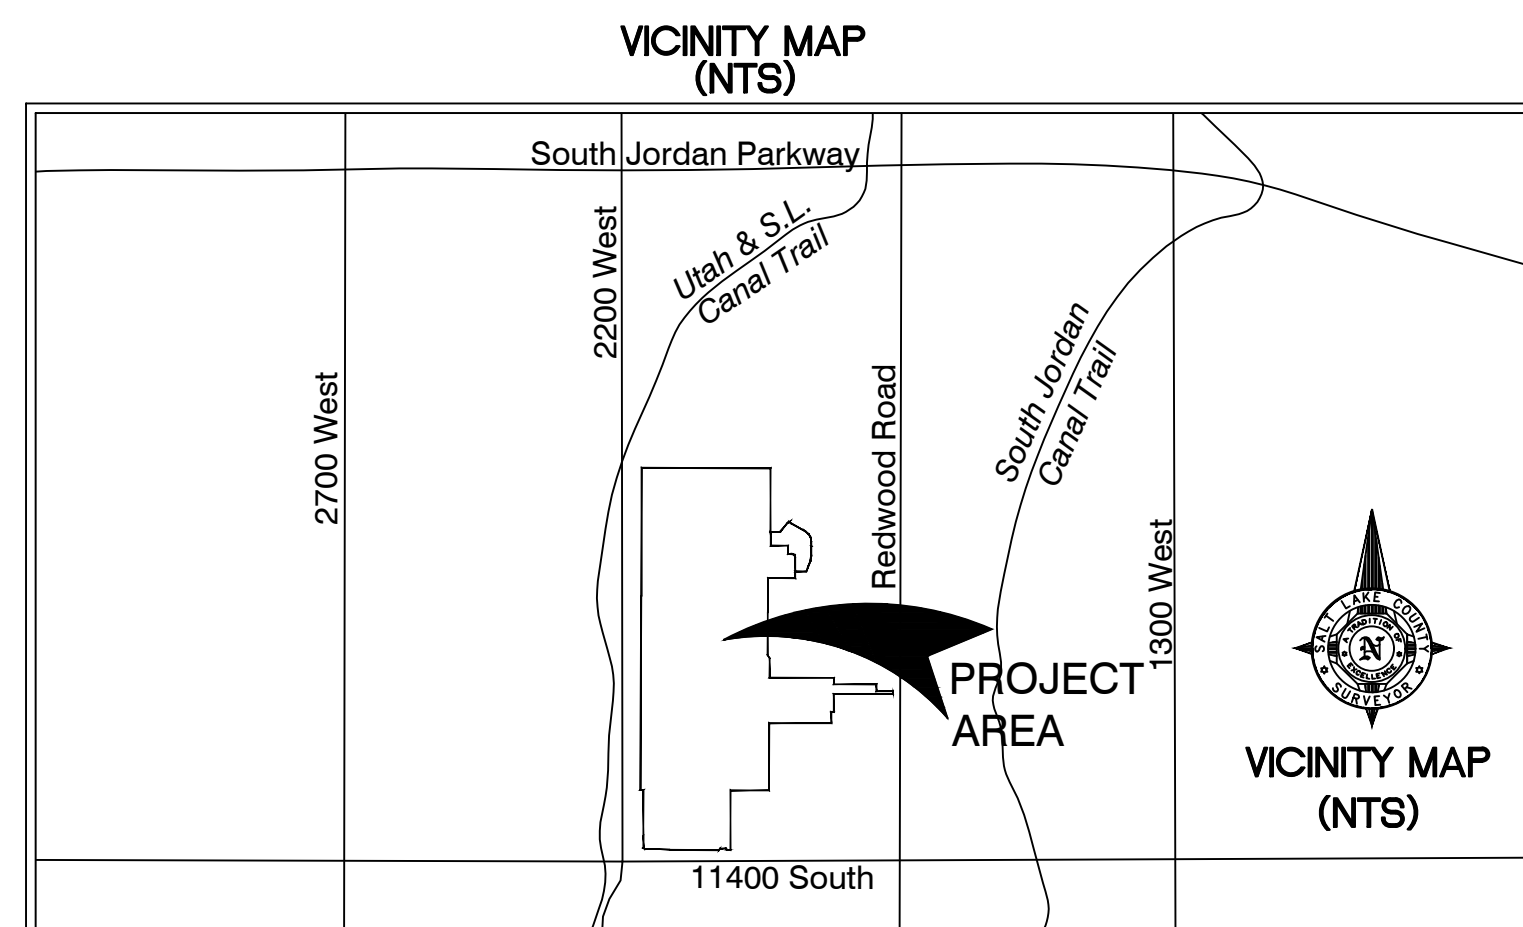 VICINITY MAP
(NTS)
South Jordan Parkway
2200 West
Utah & S.L.
Canal Trail
2700 West
Redwood Road
South Jordan
Canal Trail
1300 West
PROJECT
AREA
SALT LAKE COUNTY
A TRADITION OF
N
EXCELLENCE
SURVEYOR
VICINITY MAP
(NTS)
11400 South